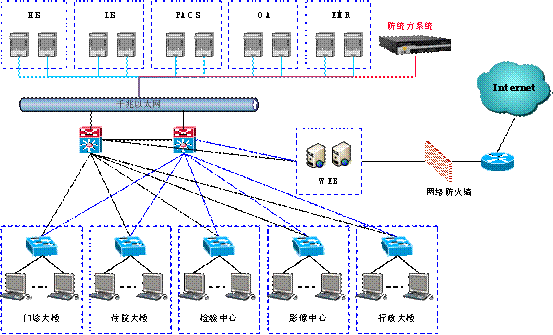 HIS
LIS
PACS
OA
EMR
防统方系统
千兆以太网
Internet
WEB
网络防火墙
门诊大楼
住院大楼
检验中心
影像中心
行政大楼